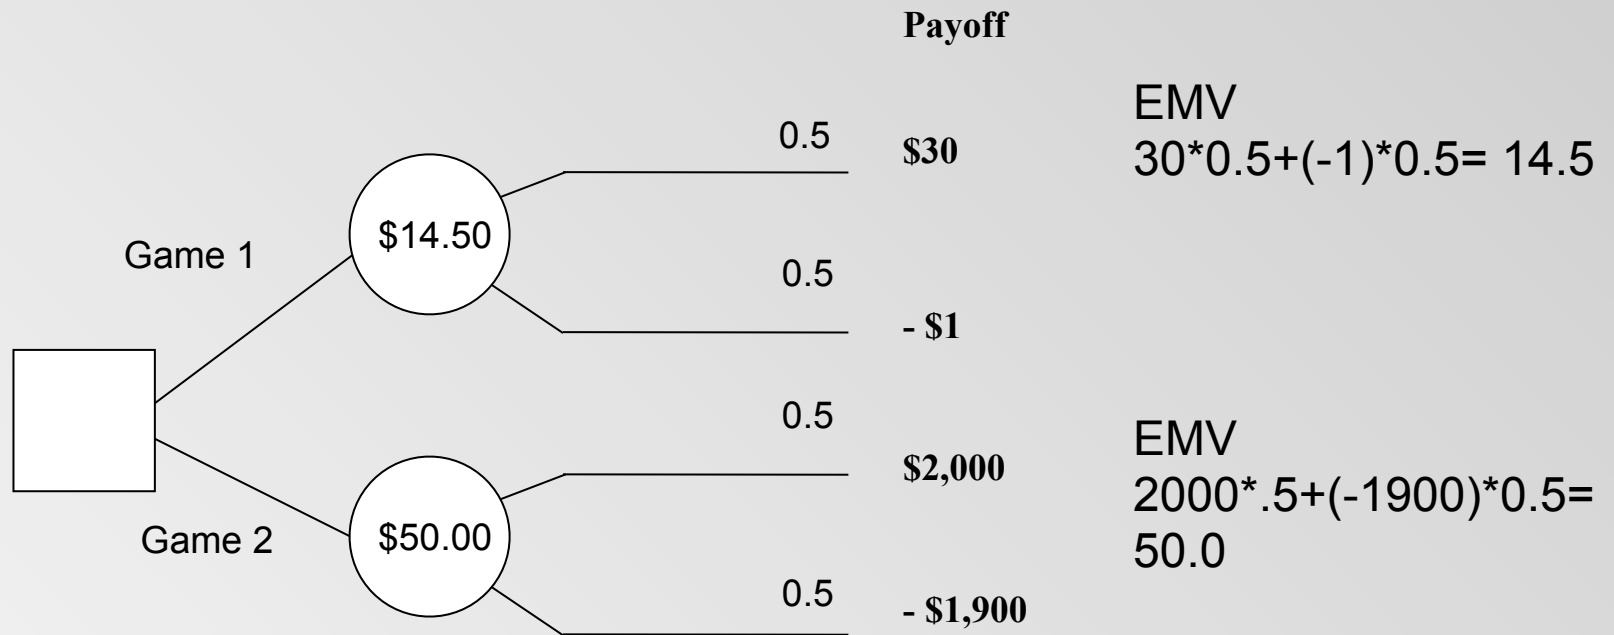 Payoff
0.5
$30
EMV
30*0.5+(-1)*0.5= 14.5
Game 1
$14.50
0.5
- $1
0.5
$2,000
EMV
2000*.5+(-1900)*0.5=
50.0
Game 2
$50.00
0.5
- $1,900